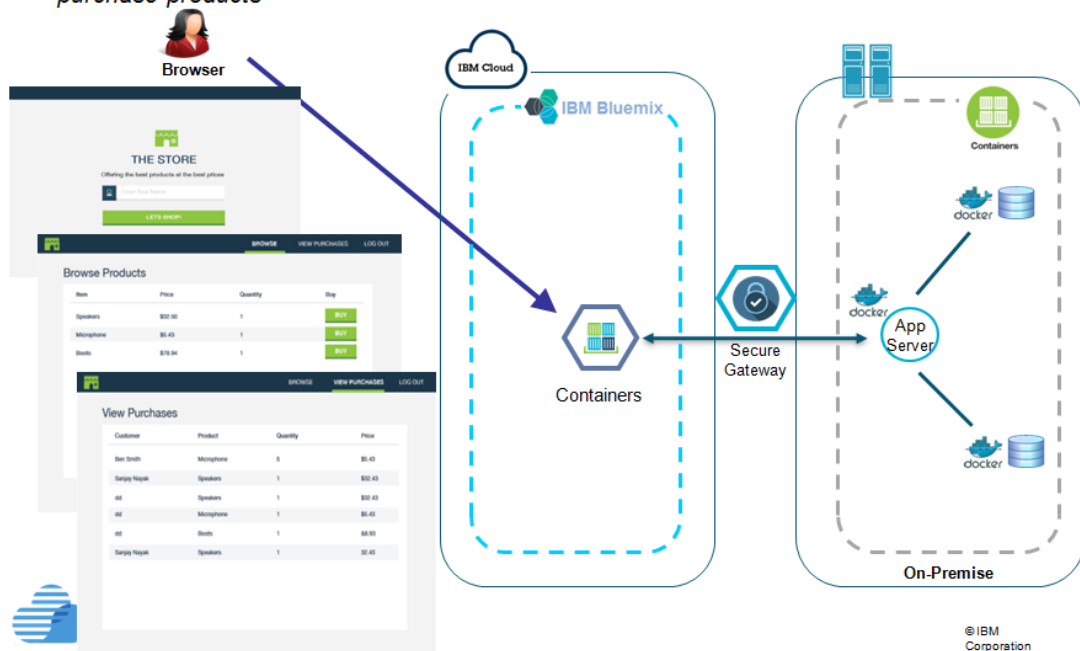 purchase products
Browser
THE STORE
Offering the best products at the best prices
Enter Your Name
LETS SHOP!
BROWSE VIEW PURCHASES LOG OUT
Browse Products
Item Price Quantity Buy
Speakers $32.50 1 BUY
Microphone $5.43 1 BUY
Boots $78.94 1 BUY
BROWSE VIEW PURCHASES LOG OUT
View Purchases
Customer Product Quantity Price
Ben Smith Microphone 5 $5.43
Sanjay Nayak Speakers 1 $32.43
dd Speakers 1 $32.43
dd Microphone 1 $5.43
dd Boots 1
Sanjay Nayak Speakers 1
IBM Cloud
IBM Bluemix
Containers
Secure
Gateway
Containers
docker
docker
App
Server
docker
On-Premise
©IBM
Corporation